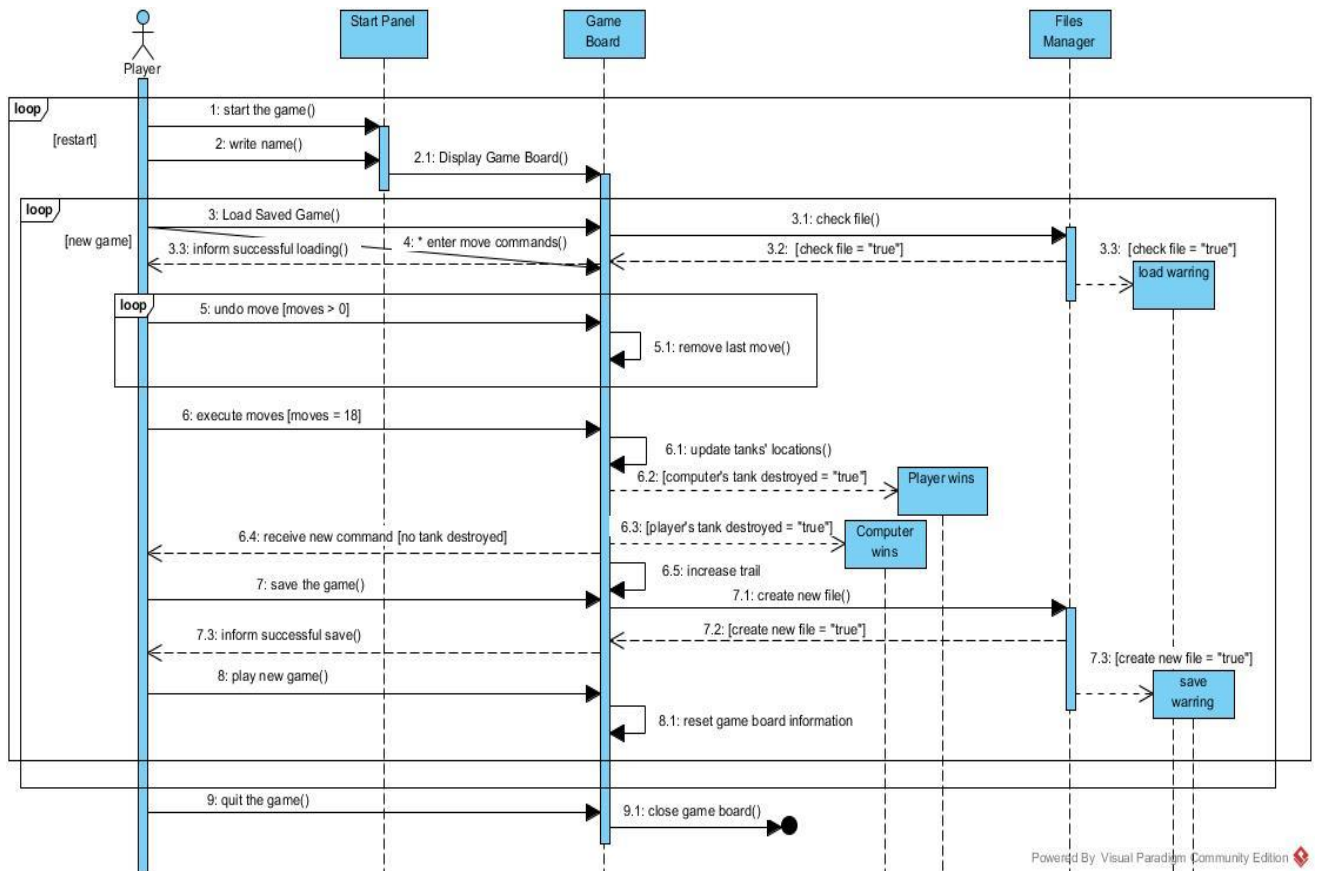 Start Panel
Game
Board
Files
Manager
Player
loop
[restart]
1: start the game()
2: write name()
2.1: Display Game Board()
loop
[new game]
3: Load Saved Game()
3.1: check file()
4: * enter move commands()
3.3: inform successful loading()
3.2: [check file = "true"]
3.3: [check file = "true"]
load warring
loop
5: undo move [moves > 0]
5.1: remove last move()
6: execute moves [moves = 18]
6.1: update tanks' locations()
6.2: [computer's tank destroyed = "true"]
Player wins
6.3: [player's tank destroyed = "true"]
Computer
wins
6.4: receive new command [no tank destroyed]
6.5: increase trail
7: save the game()
7.1: create new file()
7.2: [create new file = "true"]
7.3: inform successful save()
7.3: [create new file = "true"]
save
warring
8: play new game()
8.1: reset game board information
9: quit the game()
9.1: close game board()
Powered By Visual Paradigm Community Edition